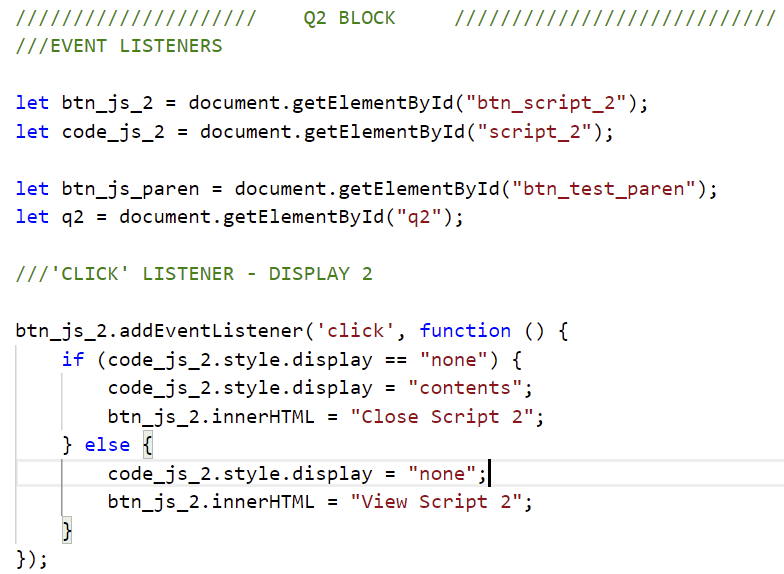 /////////////////////    Q2 BLOCK     ////////////////////////////
///EVENT LISTENERS
let btn_js_2 = document.getElementById("btn_script_2");
let code_js_2 = document.getElementById("script_2");
let btn_js_paren = document.getElementById("btn_test_paren");
let q2 = document.getElementById("q2");
///'CLICK' LISTENER - DISPLAY 2
btn_js_2.addEventListener('click', function () {
    if (code_js_2.style.display == "none") {
        code_js_2.style.display = "contents";
        btn_js_2.innerHTML = "Close Script 2";
    } else {
        code_js_2.style.display = "none";
        btn_js_2.innerHTML = "View Script 2";
    }
});